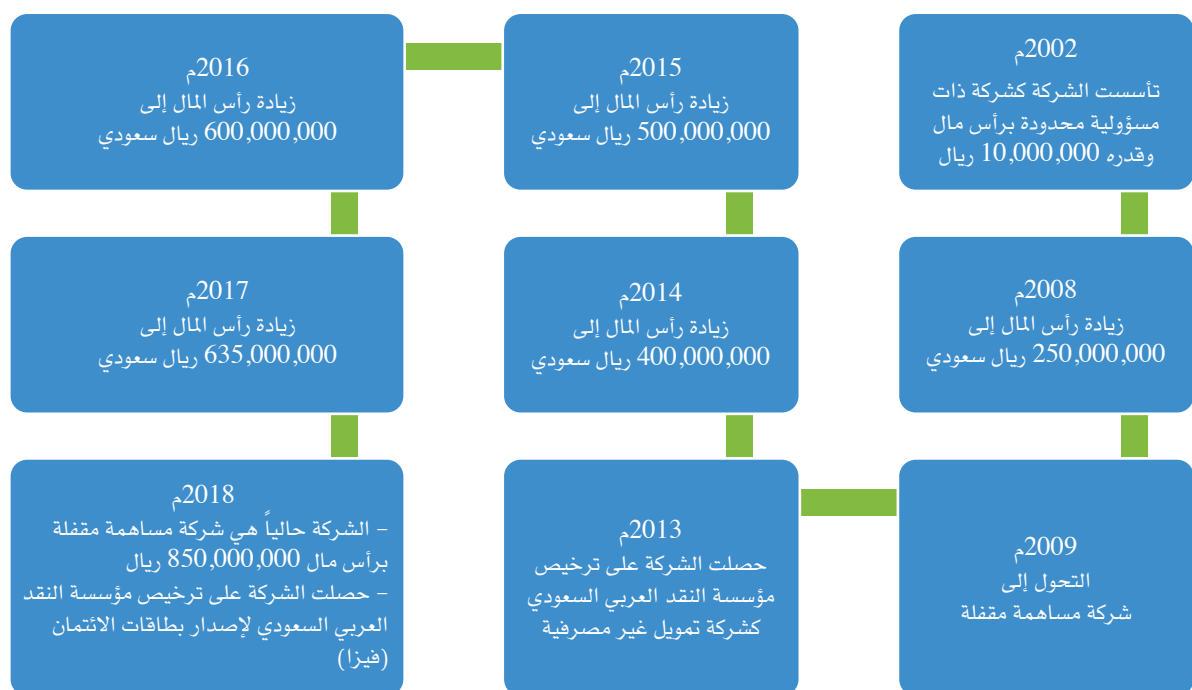 2002م
تأسست الشركة كشركة ذات
مسؤولية محدودة برأس مال
وقدره 10,000,000 ريال
2008م
زيادة رأس المال إلى
250,000,000 ريال سعودي
2009م
التحول إلى
شركة مساهمة مقفلة
2013م
حصلت الشركة على ترخيص
مؤسسة النقد العربي السعودي
كشركة تمويل غير مصرفية
2014م
زيادة رأس المال إلى
400,000,000 ريال سعودي
2015م
زيادة رأس المال إلى
500,000,000 ريال سعودي
2016م
زيادة رأس المال إلى
600,000,000 ريال سعودي
2017م
زيادة رأس المال إلى
635,000,000 ريال سعودي
2018م
– الشركة حالياً هي شركة مساهمة مقفلة
برأس مال 850,000,000 ريال
– حصلت الشركة على ترخيص مؤسسة النقد
العربي السعودي لإصدار بطاقات الائتمان
(فيزا)